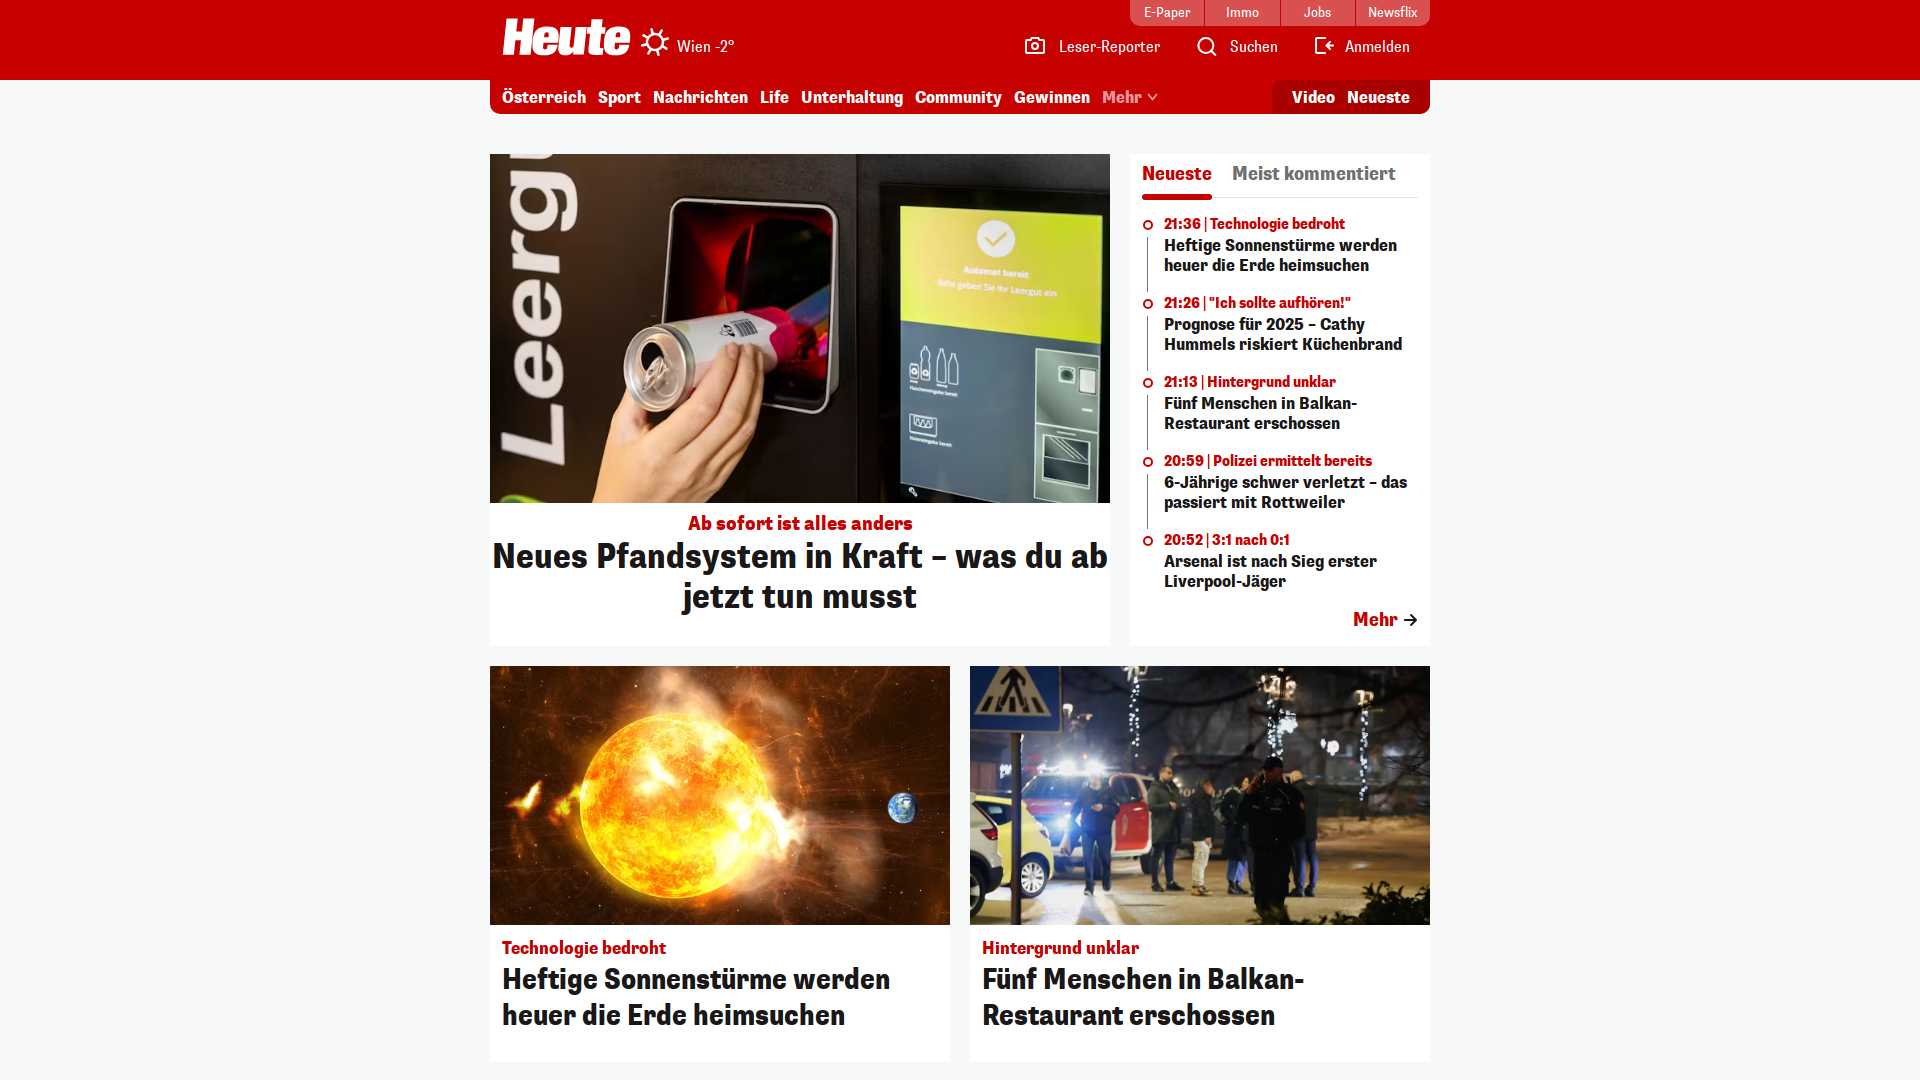 E-Paper
Immo
Jobs
Newsflix
Heute
Wien -2°
Leser-Reporter
Suchen
Anmelden
Österreich Sport Nachrichten Life Unterhaltung Community Gewinnen Mehr
Video Neueste
Leergu
Automat bereit
Bitte geben Sie Ihr Leergut ein
Ab sofort ist alles anders
Neues Pfandsystem in Kraft – was du ab
jetzt tun musst
Neueste
Meist kommentiert
21:36 | Technologie bedroht
Heftige Sonnenstürme werden
heuer die Erde heimsuchen
21:26 | "Ich sollte aufhören!"
Prognose für 2025 – Cathy
Hummels riskiert Küchenbrand
21:13 | Hintergrund unklar
Fünf Menschen in Balkan-
Restaurant erschossen
20:59 | Polizei ermittelt bereits
6-Jährige schwer verletzt – das
passiert mit Rottweiler
20:52 | 3:1 nach 0:1
Arsenal ist nach Sieg erster
Liverpool-Jäger
Mehr
Technologie bedroht
Heftige Sonnenstürme werden
heuer die Erde heimsuchen
Hintergrund unklar
Fünf Menschen in Balkan-
Restaurant erschossen